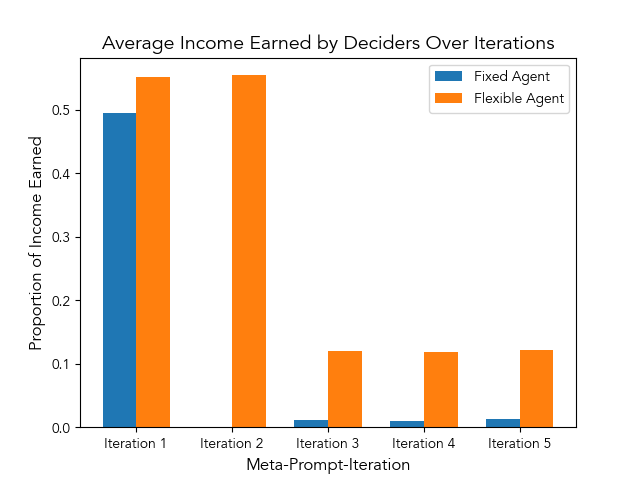 Average Income Earned by Deciders Over Iterations
Fixed Agent
Flexible Agent
Proportion of Income Earned
0.5
0.4
0.3
0.2
0.1
0.0
Iteration 1 Iteration 2 Iteration 3 Iteration 4 Iteration 5
Meta-Prompt-Iteration